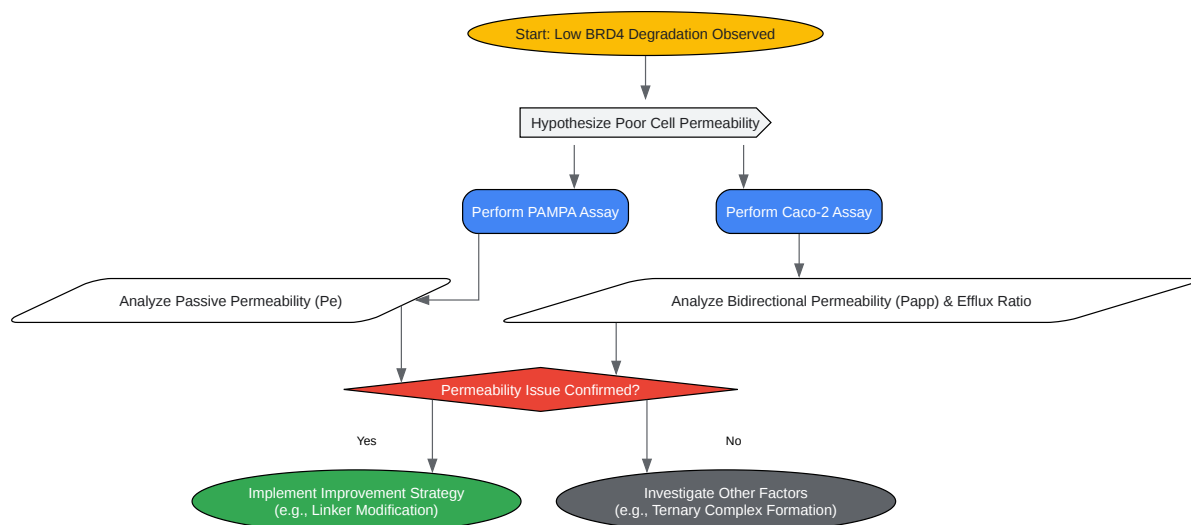 Start: Low BRD4 Degradation Observed
Hypothesize Poor Cell Permeability
Perform PAMPA Assay
Perform Caco-2 Assay
Analyze Passive Permeability (Pe)
Analyze Bidirectional Permeability (Papp) & Efflux Ratio
Permeability Issue Confirmed?
Yes
No
Implement Improvement Strategy
(e.g., Linker Modification)
Investigate Other Factors
(e.g., Ternary Complex Formation)